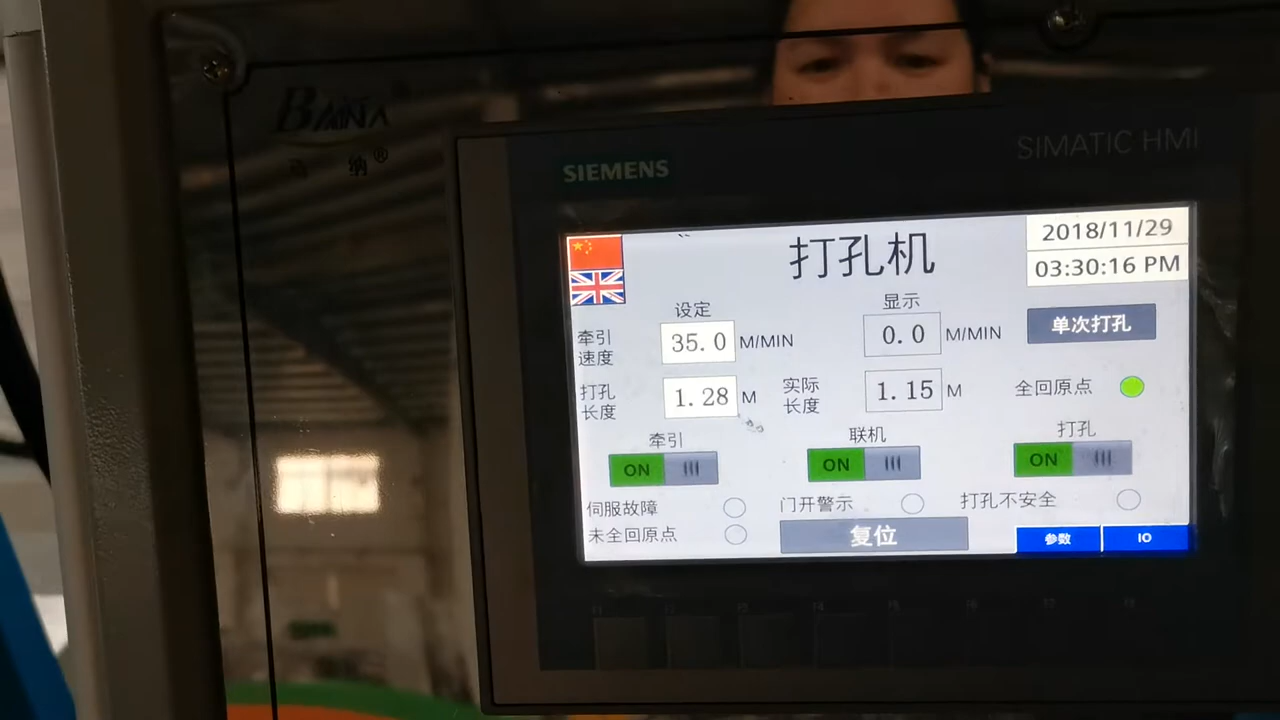 BAINA
百 纳®
SIEMENS
SIMATIC HMI
打孔机
2018/11/29
03:30:16 PM
设定
显示
牵引速度
35.0 M/MIN
0.0 M/MIN
单次打孔
打孔长度
1.28 M
实际长度
1.15 M
全回原点
牵引
联机
打孔
ON
ON
ON
伺服故障
门开警示
打孔不安全
未全回原点
复位
参数
IO